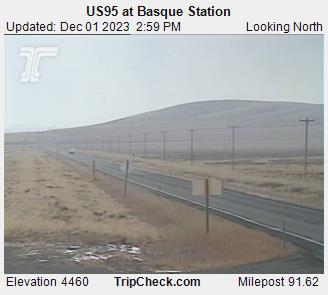 US95 at Basque Station
Updated: Dec 01 2023 2:59 PM Looking North
Elevation 4460 TripCheck.com Milepost 91.62